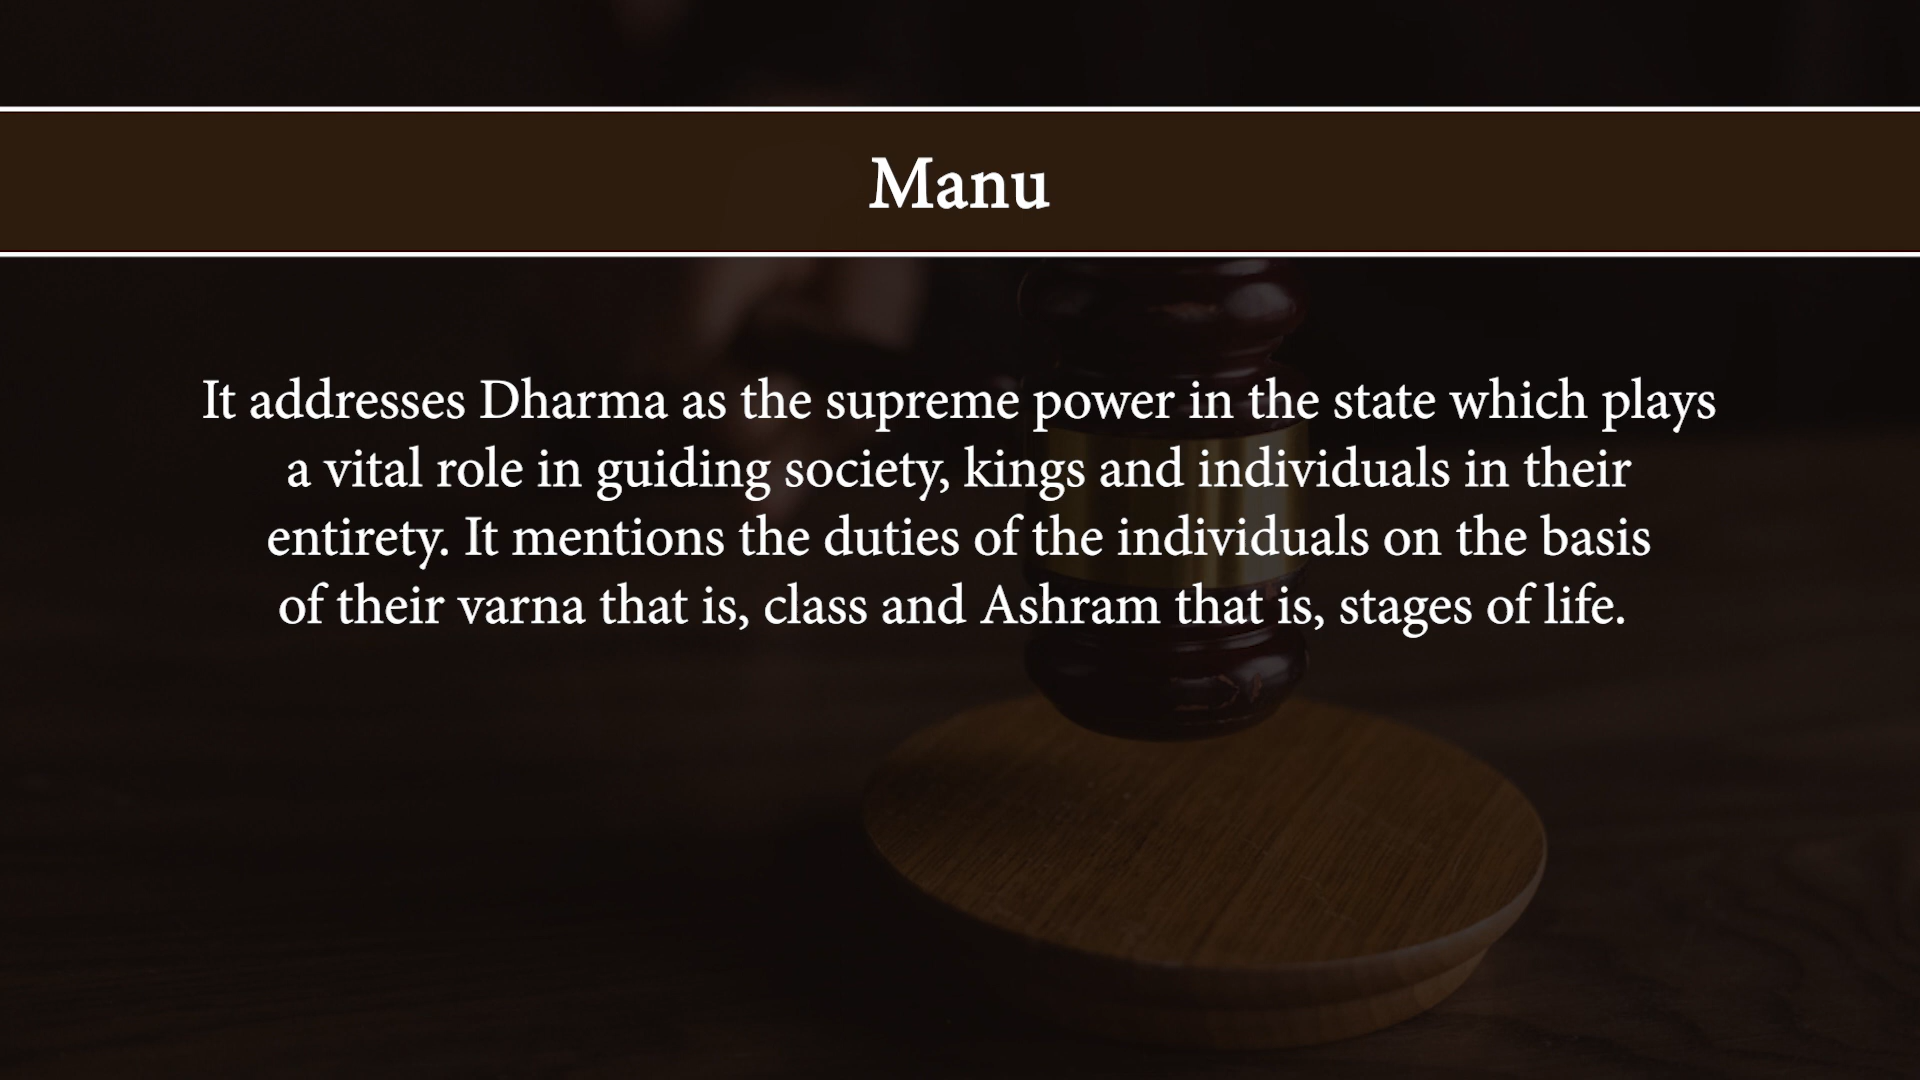 Manu
It addresses Dharma as the supreme power in the state which plays
a vital role in guiding society, kings and individuals in their
entirety. It mentions the duties of the individuals on the basis
of their varna that is, class and Ashram that is, stages of life.